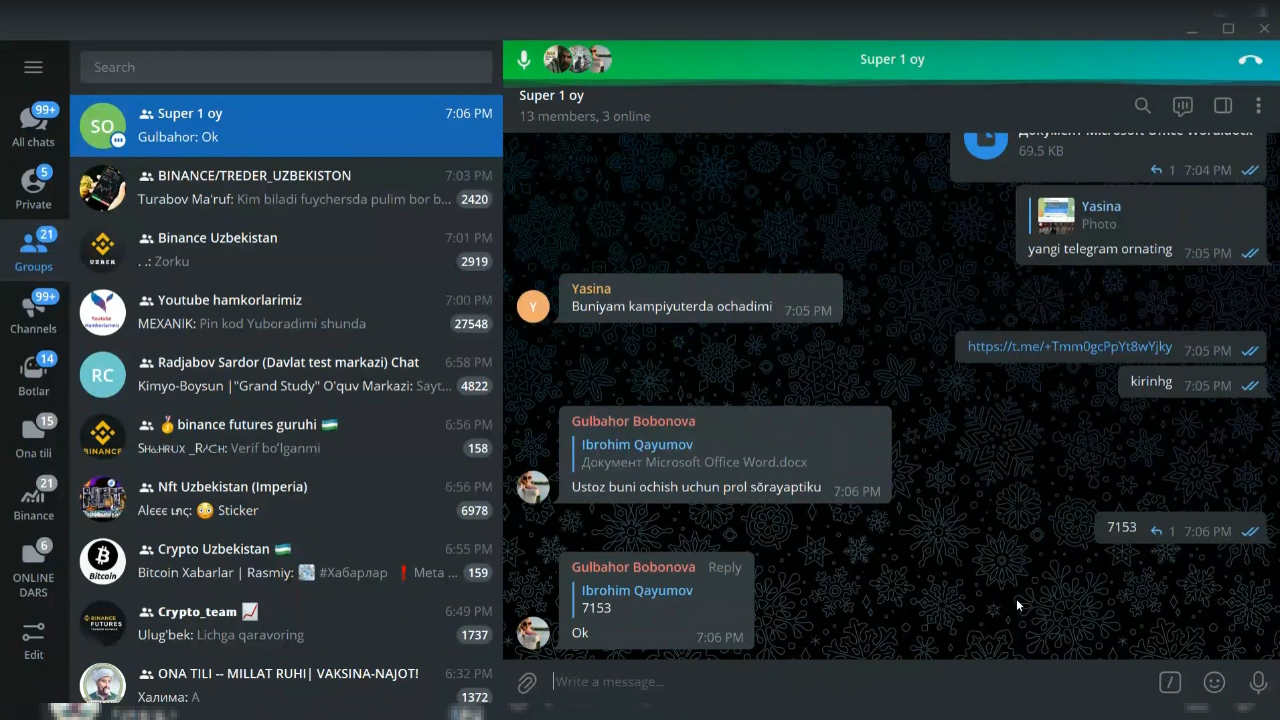 Search
99+
All chats
5
Private
21
Groups
99+
Channels
14
Botlar
15
Ona tili
21
Binance
6
ONLINE
DARS
Edit
SO
Super 1 oy 7:06 PM
Gulbahor: Ok
BINANCE/TREDER_UZBEKISTON 7:03 PM
Turabov Ma'ruf: Kim biladi fuychersda pulim bor b... 2420
UZBEK
Binance Uzbekistan 7:01 PM
. .: Zorku 2919
Youtube
Hamkorlarimiz
Youtube hamkorlarimiz 7:00 PM
MEXANIK: Pin kod Yuboradimi shunda 27548
RC
Radjabov Sardor (Davlat test markazi) Chat 6:58 PM
Kimyo-Boysun |"Grand Study" O'quv Markazi: Sayt... 4822
BINANCE
🥇binance futures guruhi 🇺🇿 6:56 PM
Verif bo'lganmi 158
Nft Uzbekistan (Imperia) 6:56 PM
😳 Sticker 6978
Bitcoin
Crypto Uzbekistan 🇺🇿 6:55 PM
Bitcoin Xabarlar | Rasmiy: #Хабарлар ❗Meta ... 159
BINANCE
FUTURES
Crypto_team 📈 6:49 PM
Ulug'bek: Lichga qaravoring 1737
ONA TILI -- MILLAT RUHI| VAKSINA-NAJOT! 6:32 PM
Халима: А 1372
Super 1 oy
Super 1 oy
13 members, 3 online
Документ Microsoft Office Word.docx
69.5 KB
1 7:04 PM
Yasina
Photo
yangi telegram ornating 7:05 PM
Y
Yasina
Buniyam kampiyuterda ochadimi 7:05 PM
https://t.me/+Tmm0gcPpYt8wYjky 7:05 PM
kirinhg 7:05 PM
Gulbahor Bobonova
Ibrohim Qayumov
Документ Microsoft Office Word.docx
Ustoz buni ochish uchun prol sõrayaptiku 7:06 PM
7153 1 7:06 PM
Gulbahor Bobonova Reply
Ibrohim Qayumov
7153
Ok 7:06 PM
Write a message...